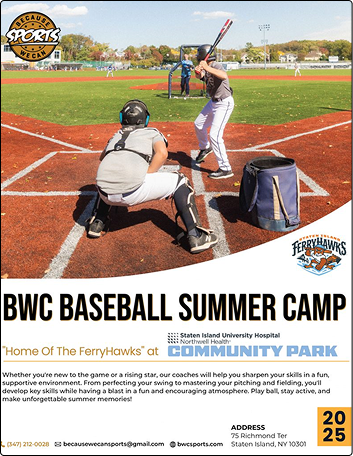 BECAUSE
SPORTS
WE CAN
STATEN ISLAND
FERRYHAWKS
BWC BASEBALL SUMMER CAMP
Staten Island University Hospital
Northwell Health
"Home Of The FerryHawks" at COMMUNITY PARK
Whether you're new to the game or a rising star, our coaches will help you sharpen your skills in a fun,
supportive environment. From perfecting your swing to mastering your pitching and fielding, you'll
develop key skills while having a blast in a fun and encouraging atmosphere. Play ball, stay active, and
make unforgettable summer memories!
ADDRESS
75 Richmond Ter
Staten Island, NY 10301
20
25
(347) 212-0028
becausewecansports@gmail.com
bwcsports.com